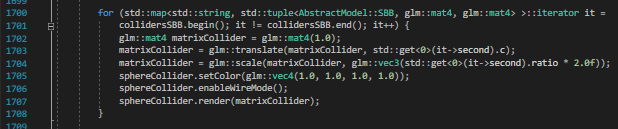 1700 for (std::map<std::string, std::tuple<AbstractModel::SBB, glm::mat4, glm::mat4> >::iterator it =
1701 collidersSBB.begin(); it != collidersSBB.end(); it++) {
1702 glm::mat4 matrixCollider = glm::mat4(1.0);
1703 matrixCollider = glm::translate(matrixCollider, std::get<0>(it->second).c);
1704 matrixCollider = glm::scale(matrixCollider, glm::vec3(std::get<0>(it->second).ratio * 2.0f));
1705 sphereCollider.setColor(glm::vec4(1.0, 1.0, 1.0, 1.0));
1706 sphereCollider.enableWireMode();
1707 sphereCollider.render(matrixCollider);
1708 }
1709